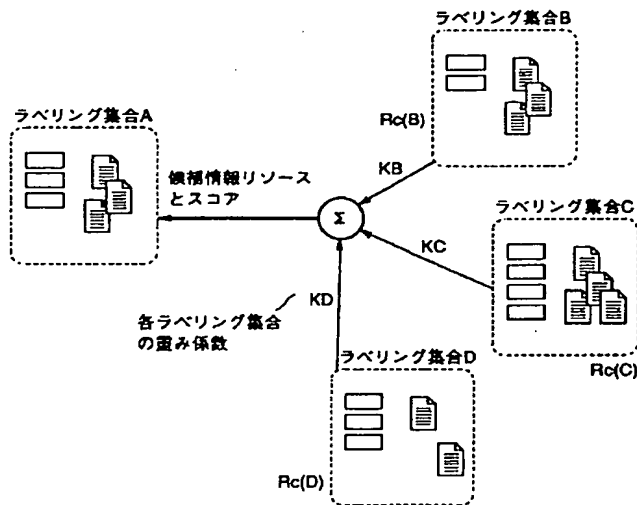 ラベリング集合B
Rc(B)
ラベリング集合A
KB
候補情報リソース
とスコア
Σ
ラベリング集合C
KC
KD
各ラベリング集合
の重み係数
ラベリング集合D
Rc(C)
Rc(D)